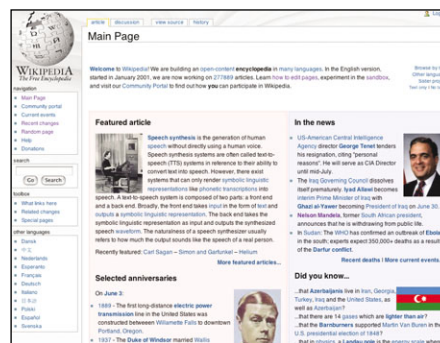 article
discussion
view source
history
Main Page
WIKIPEDIA
The Free Encyclopedia
navigation
Main Page
Community portal
Current events
Recent changes
Random page
Help
Donations
search
Go
Search
toolbox
What links here
Related changes
Special pages
other languages
Dansk
中文
Nederlands
Esperanto
Français
Deutsch
Italiano
日本語
Polski
Español
Svenska
Welcome to Wikipedia! We are building an open-content encyclopedia in many languages. In the English version,
started in January 2001, we are now working on 277889 articles. Learn how to edit pages, experiment in the sandbox,
and visit our Community Portal to find out how you can participate in Wikipedia.
Featured article
Speech synthesis is the generation of human
speech without directly using a human voice.
Speech synthesis systems are often called text-to-
speech (TTS) systems in reference to their ability to
convert text into speech. However, there exist
systems that can only render symbolic linguistic
representations like phonetic transcriptions into
speech. A text-to-speech system is composed of two parts: a front end
and a back end. Broadly, the front end takes input in the form of text and
outputs a symbolic linguistic representation. The back end takes the
symbolic linguistic representation as input and outputs the synthesized
speech waveform. The naturalness of a speech synthesizer usually
refers to how much the output sounds like the speech of a real person.
Recently featured: Carl Sagan – Simon and Garfunkel – Helium
More featured articles...
Selected anniversaries
On June 3:
1889 - The first long-distance electric power
transmission line in the United States was
constructed between Willamette Falls to downtown
Portland, Oregon.
1937 - The Duke of Windsor married Wallis
In the news
US-American Central Intelligence
Agency director George Tenet tenders
his resignation, citing "personal
reasons". He will serve as CIA Director
until mid-July.
The Iraq Governing Council dissolves
itself prematurely. Iyad Allawi becomes
interim Prime Minister of Iraq with
Ghazi al-Yawer becoming President of Iraq on June 30.
Nelson Mandela, former South African president,
announces that he is withdrawing from public life.
In Sudan: The WHO has confirmed an outbreak of Ebola
in the south; experts expect 350,000+ deaths as a result
of the Darfur conflict.
Recent deaths | More current events..
Did you know...
...that Azerbaijanis live in Iran, Georgia,
Turkey, Iraq and the United States, as
well as Azerbaijan?
...that there are 14 gases which are lighter than air?
...that the Barnburners supported Martin Van Buren in the
U.S. presidential election of 1848?